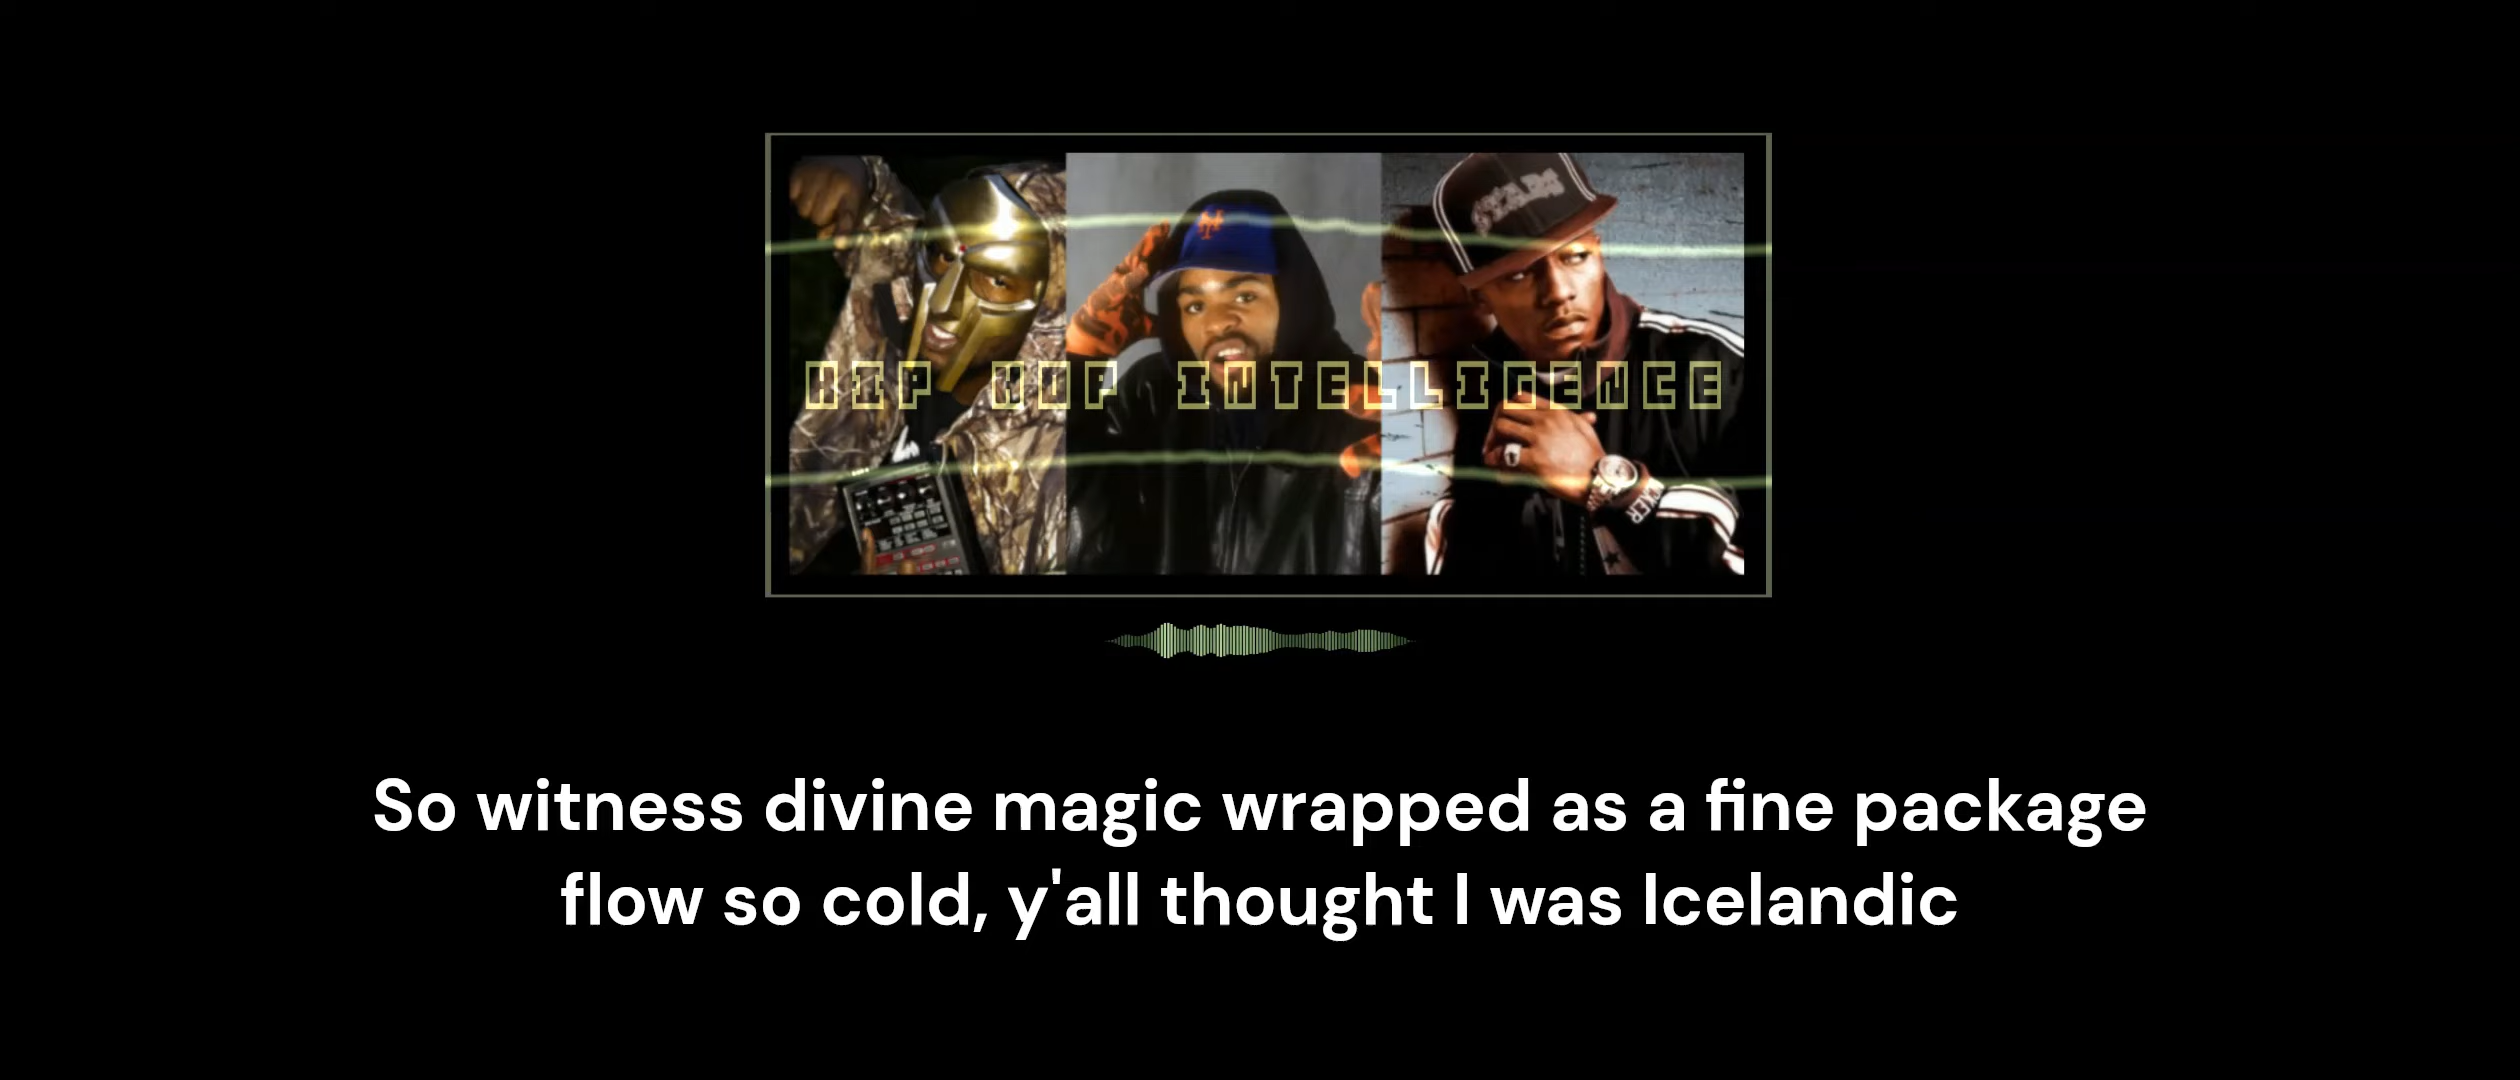 HIP HOP INTELLIGENCE
So witness divine magic wrapped as a fine package
flow so cold, y'all thought I was Icelandic